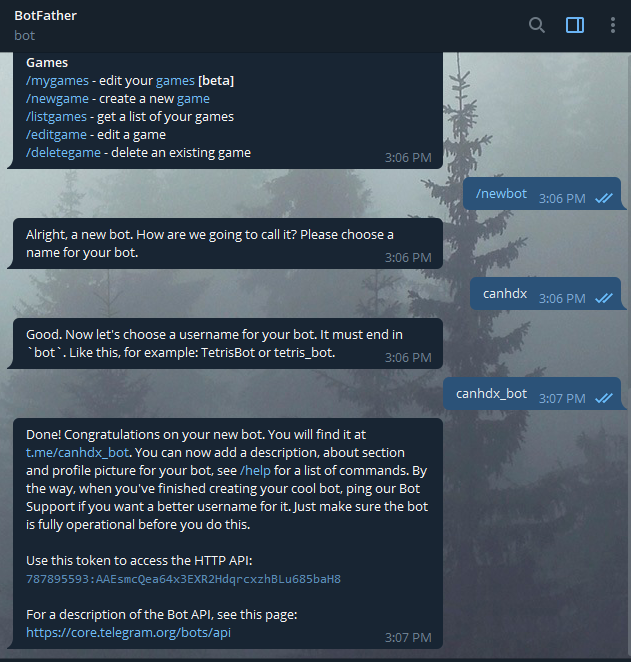 BotFather
bot
Games
/mygames - edit your games [beta]
/newgame - create a new game
/listgames - get a list of your games
/editgame - edit a game
/deletegame - delete an existing game
3:06 PM
/newbot 3:06 PM
Alright, a new bot. How are we going to call it? Please choose a
name for your bot.
3:06 PM
canhdx 3:06 PM
Good. Now let's choose a username for your bot. It must end in
`bot`. Like this, for example: TetrisBot or tetris_bot.
3:06 PM
canhdx_bot 3:07 PM
Done! Congratulations on your new bot. You will find it at
t.me/canhdx_bot. You can now add a description, about section
and profile picture for your bot, see /help for a list of commands. By
the way, when you've finished creating your cool bot, ping our Bot
Support if you want a better username for it. Just make sure the bot
is fully operational before you do this.
Use this token to access the HTTP API:
787895593:AAEsmcQea64x3EXR2HdqrcxzhBLu685baH8
For a description of the Bot API, see this page:
https://core.telegram.org/bots/api
3:07 PM